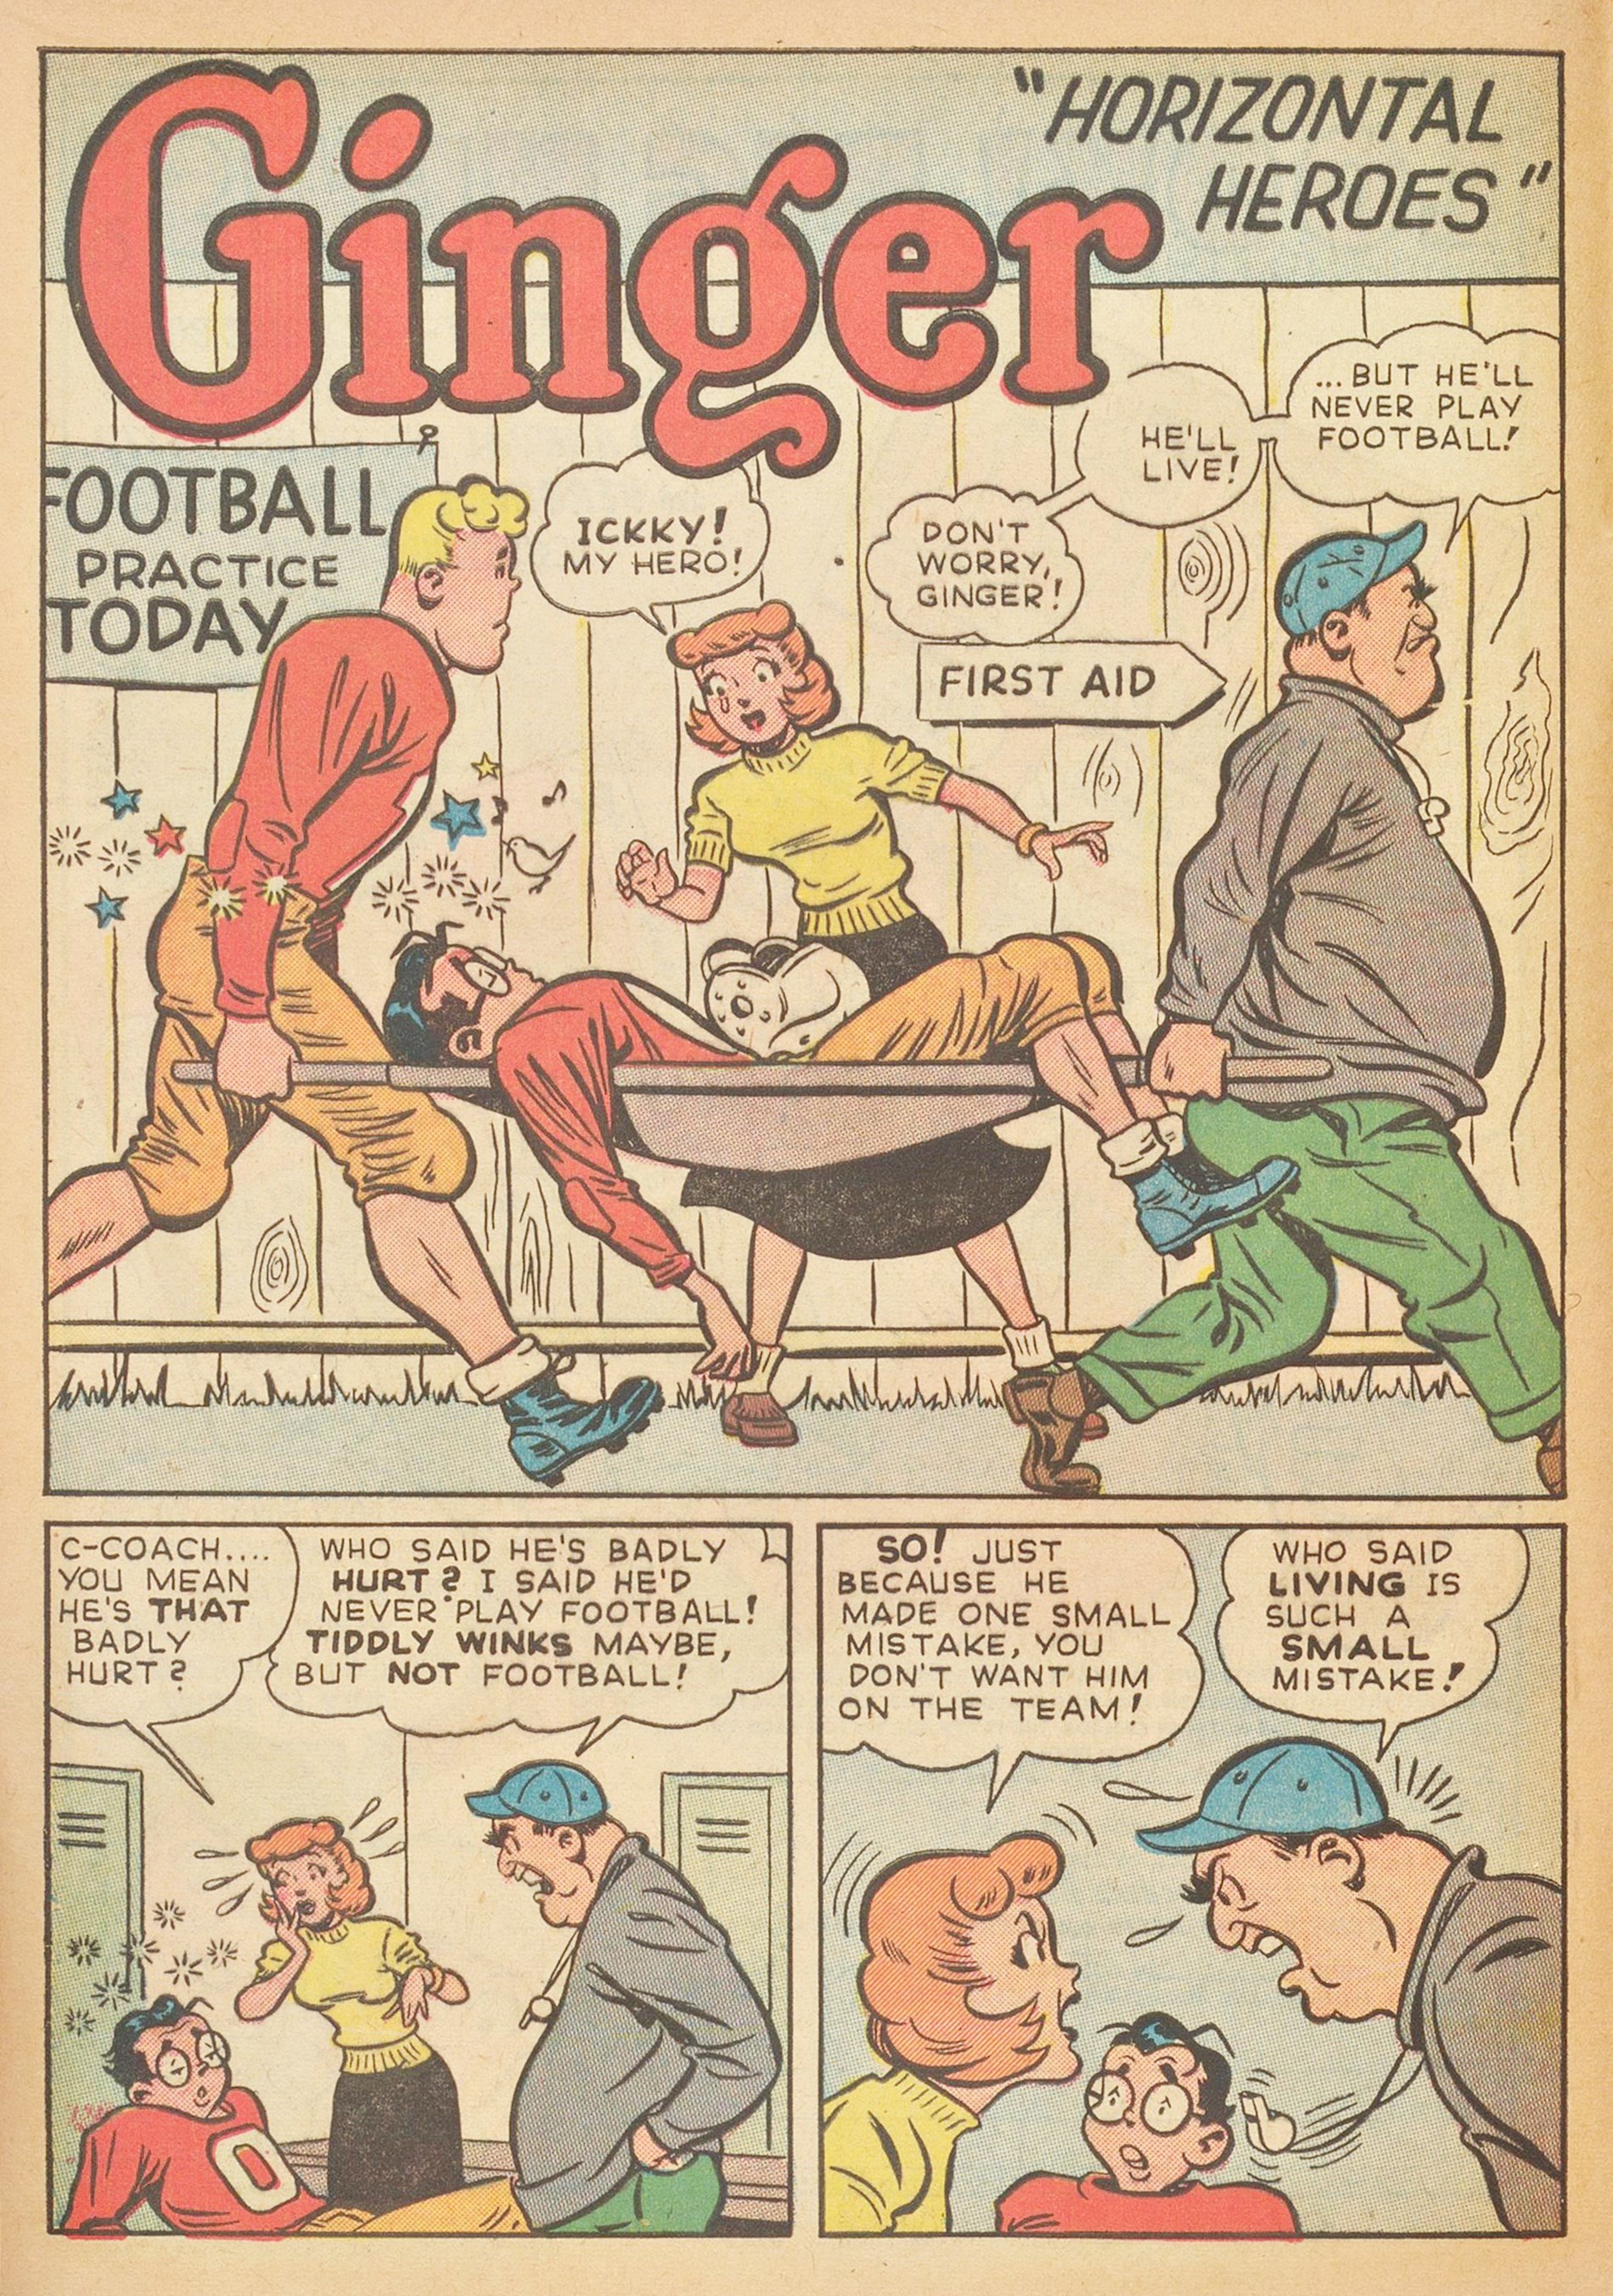 Ginger
"HORIZONTAL
HEROES"
FOOTBALL
PRACTICE
TODAY
ICKKY!
MY HERO!
DON'T
WORRY,
GINGER!
HE'LL
LIVE!
...BUT HE'LL
NEVER PLAY
FOOTBALL!
FIRST AID
C-COACH....
YOU MEAN
HE'S THAT
BADLY
HURT?
WHO SAID HE'S BADLY
HURT? I SAID HE'D
NEVER PLAY FOOTBALL!
TIDDLY WINKS MAYBE,
BUT NOT FOOTBALL!
0
SO! JUST
BECAUSE HE
MADE ONE SMALL
MISTAKE, YOU
DON'T WANT HIM
ON THE TEAM!
WHO SAID
LIVING IS
SUCH A
SMALL
MISTAKE!